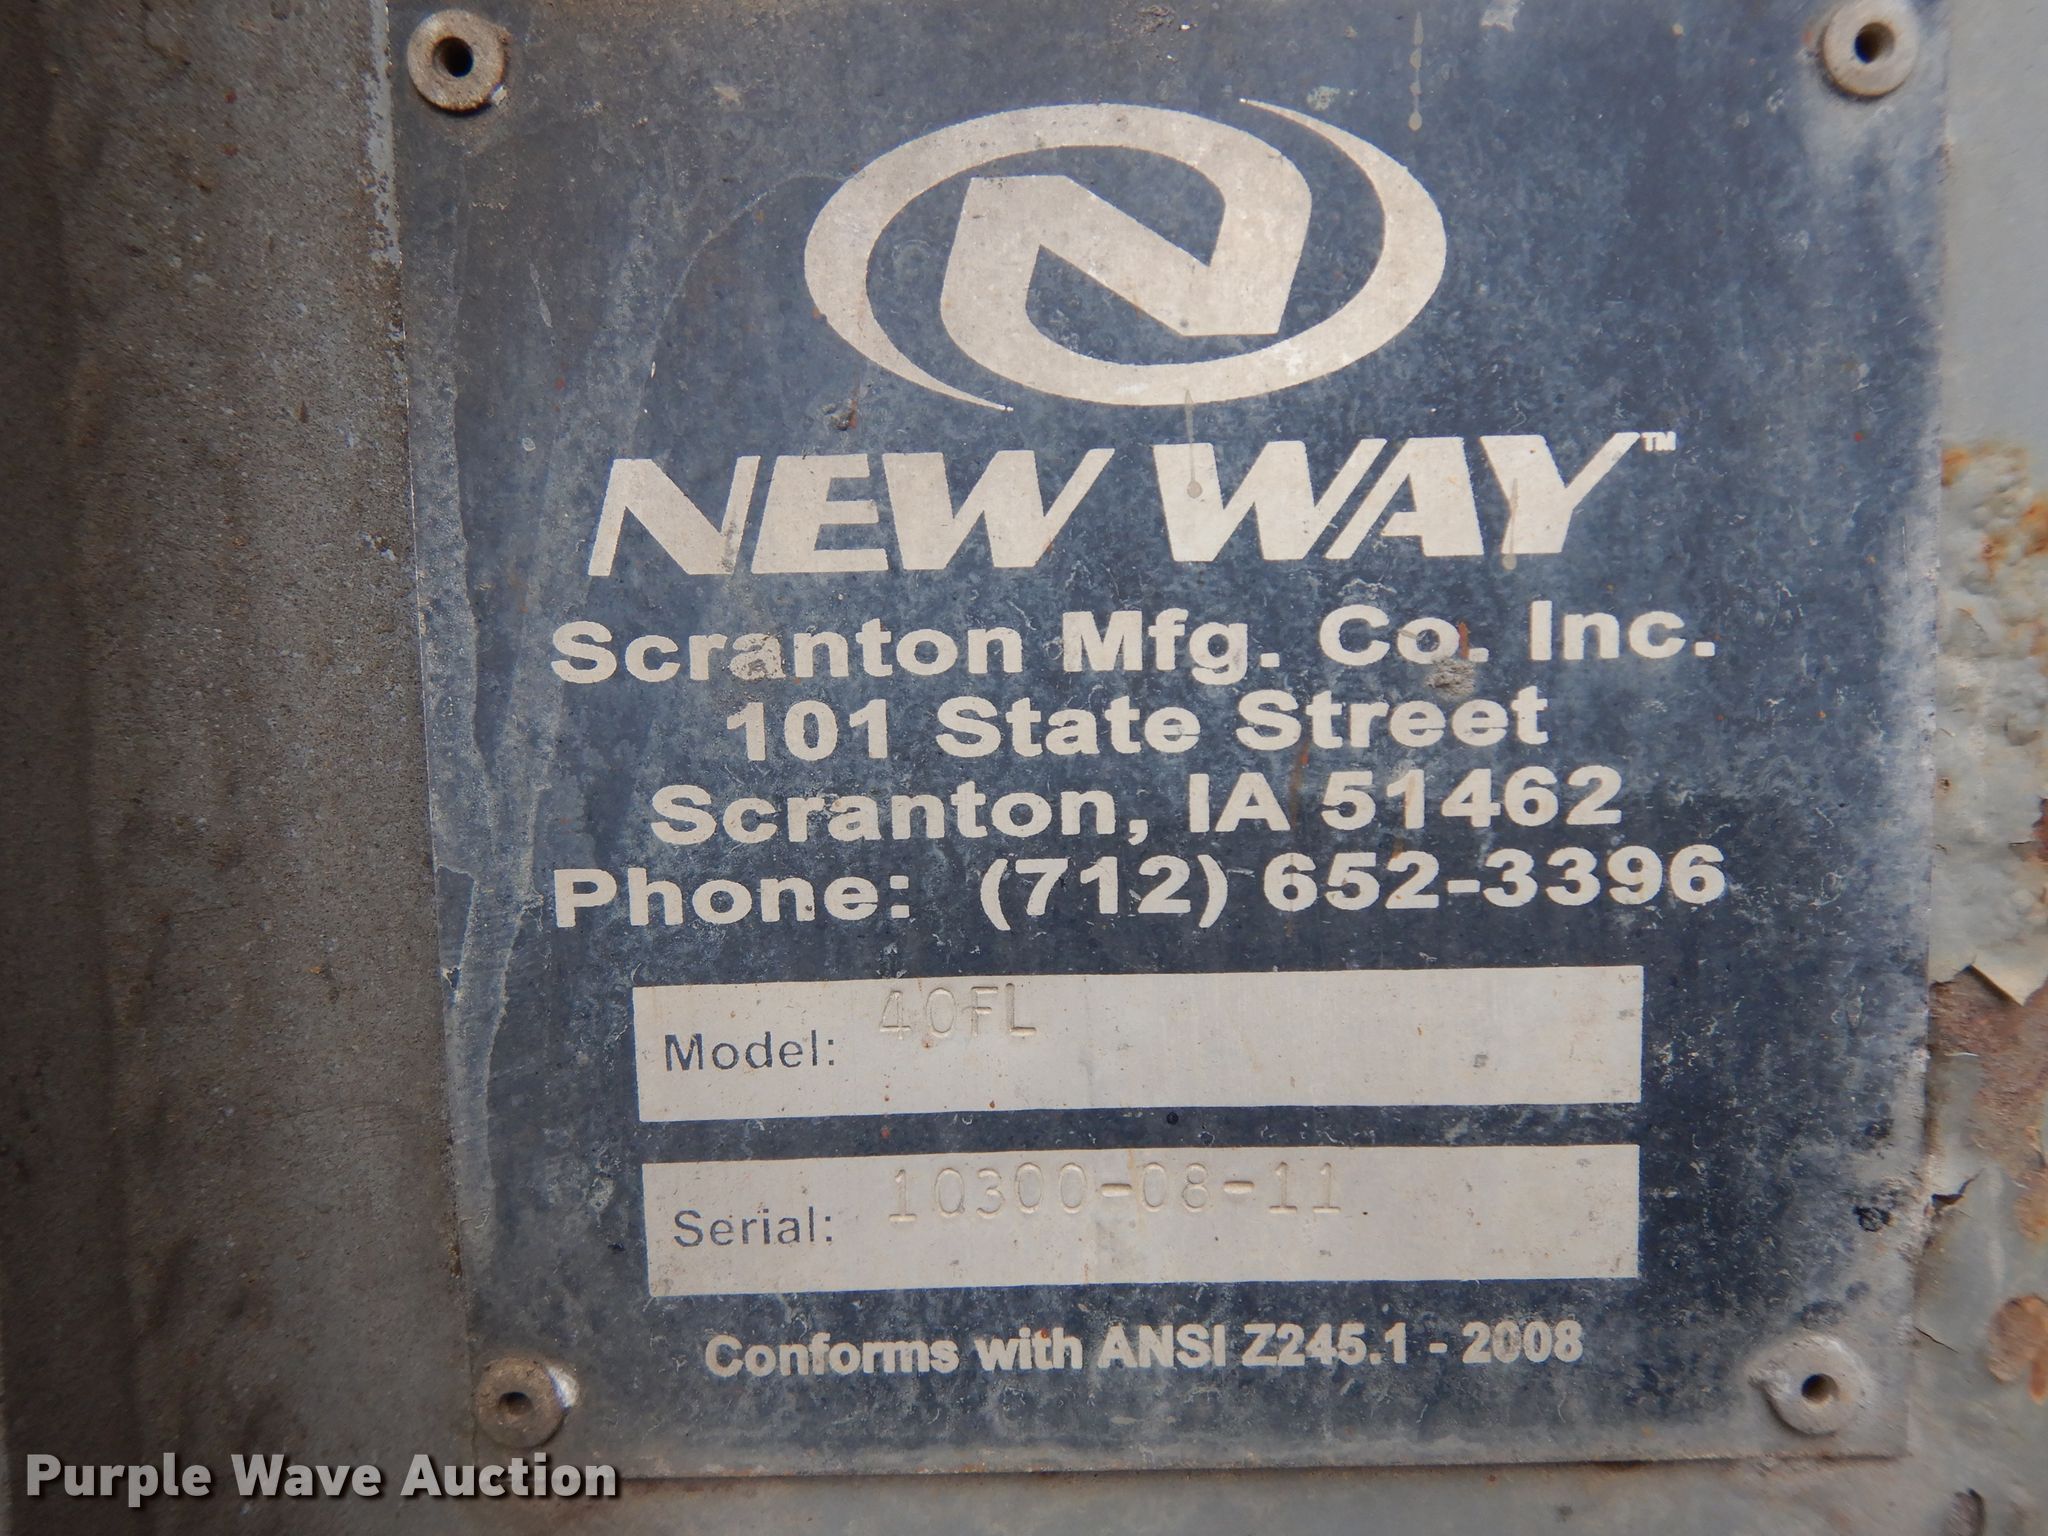 N
NEW WAY™
Scranton Mfg. Co. Inc.
101 State Street
Scranton, IA 51462
Phone: (712) 652-3396
Model: 40FL
Serial: 10300-08-11
Conforms with ANSI Z245.1 - 2008
Purple Wave Auction